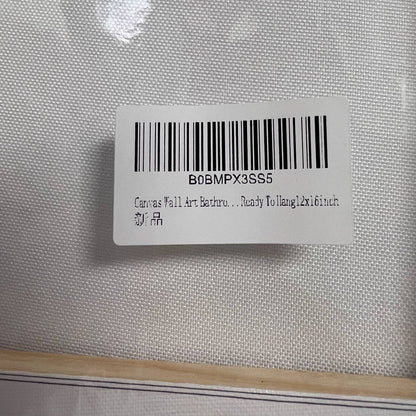 B0BMPX3SS5
Canvas Wall Art Bathro...Ready To Hang12x16inch
新品